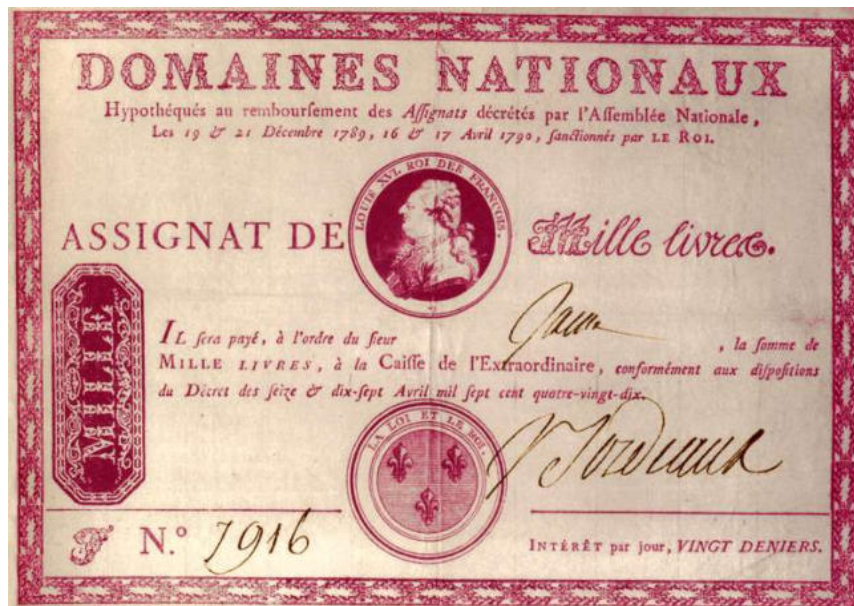 DOMAINES NATIONAUX
Hypothéqués au rembourſement des Aſſignats décrétés par l'Aſſemblée Nationale,
Les 19 & 21 Décembre 1789, 16 & 17 Avril 1790, ſanctionnés par LE ROI.
LOUIS XVI. ROI DES FRANÇOIS.
ASSIGNAT DE Mille livres.
MILLE
IL ſera payé, à l'ordre du ſieur , la ſomme de
MILLE LIVRES, à la Caiſſe de l'Extraordinaire, conformément aux diſpoſitions
du Décret des ſeize & dix-ſept Avril mil ſept cent quatre-vingt-dix.
LA LOI ET LE ROI.
N.º 7916
INTÉRÊT par jour, VINGT DENIERS.